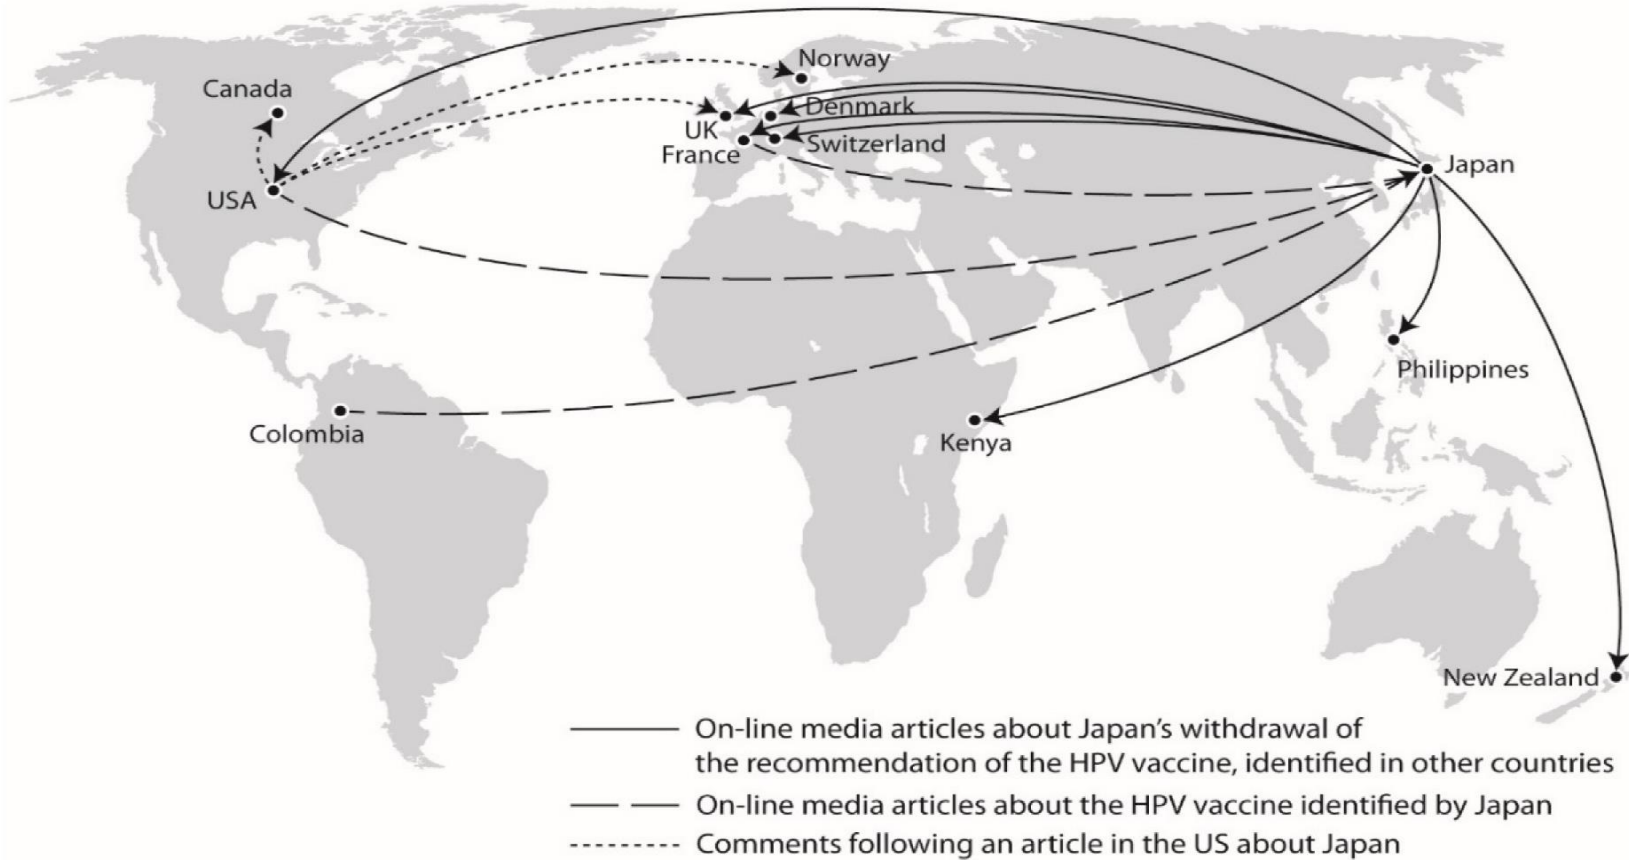 Norway
Canada
Denmark
UK
Switzerland
France
Japan
USA
Philippines
Colombia
Kenya
New Zealand
On-line media articles about Japan’s withdrawal of
the recommendation of the HPV vaccine, identified in other countries
On-line media articles about the HPV vaccine identified by Japan
Comments following an article in the US about Japan